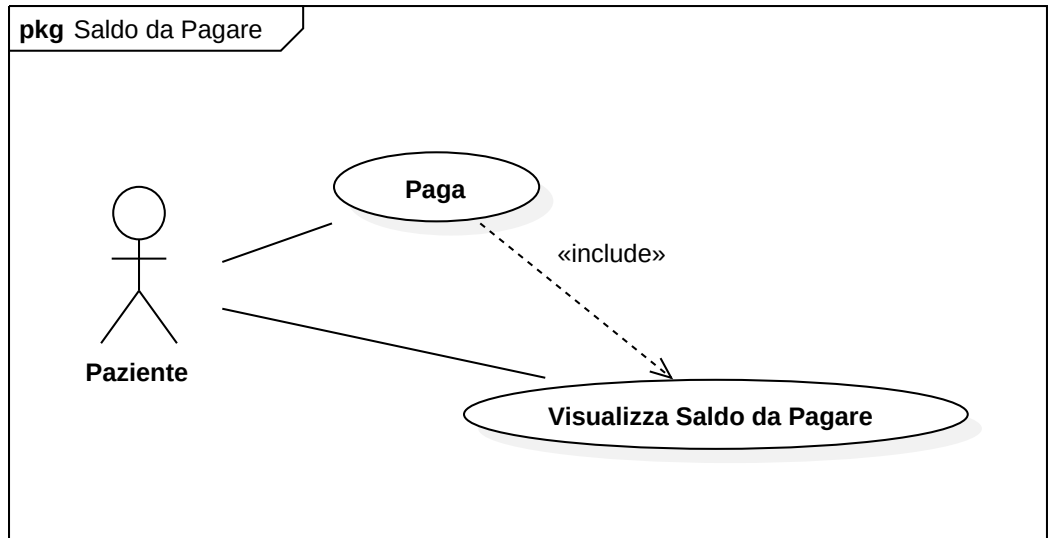 pkg Saldo da Pagare
Paga
«include»
Paziente
Visualizza Saldo da Pagare